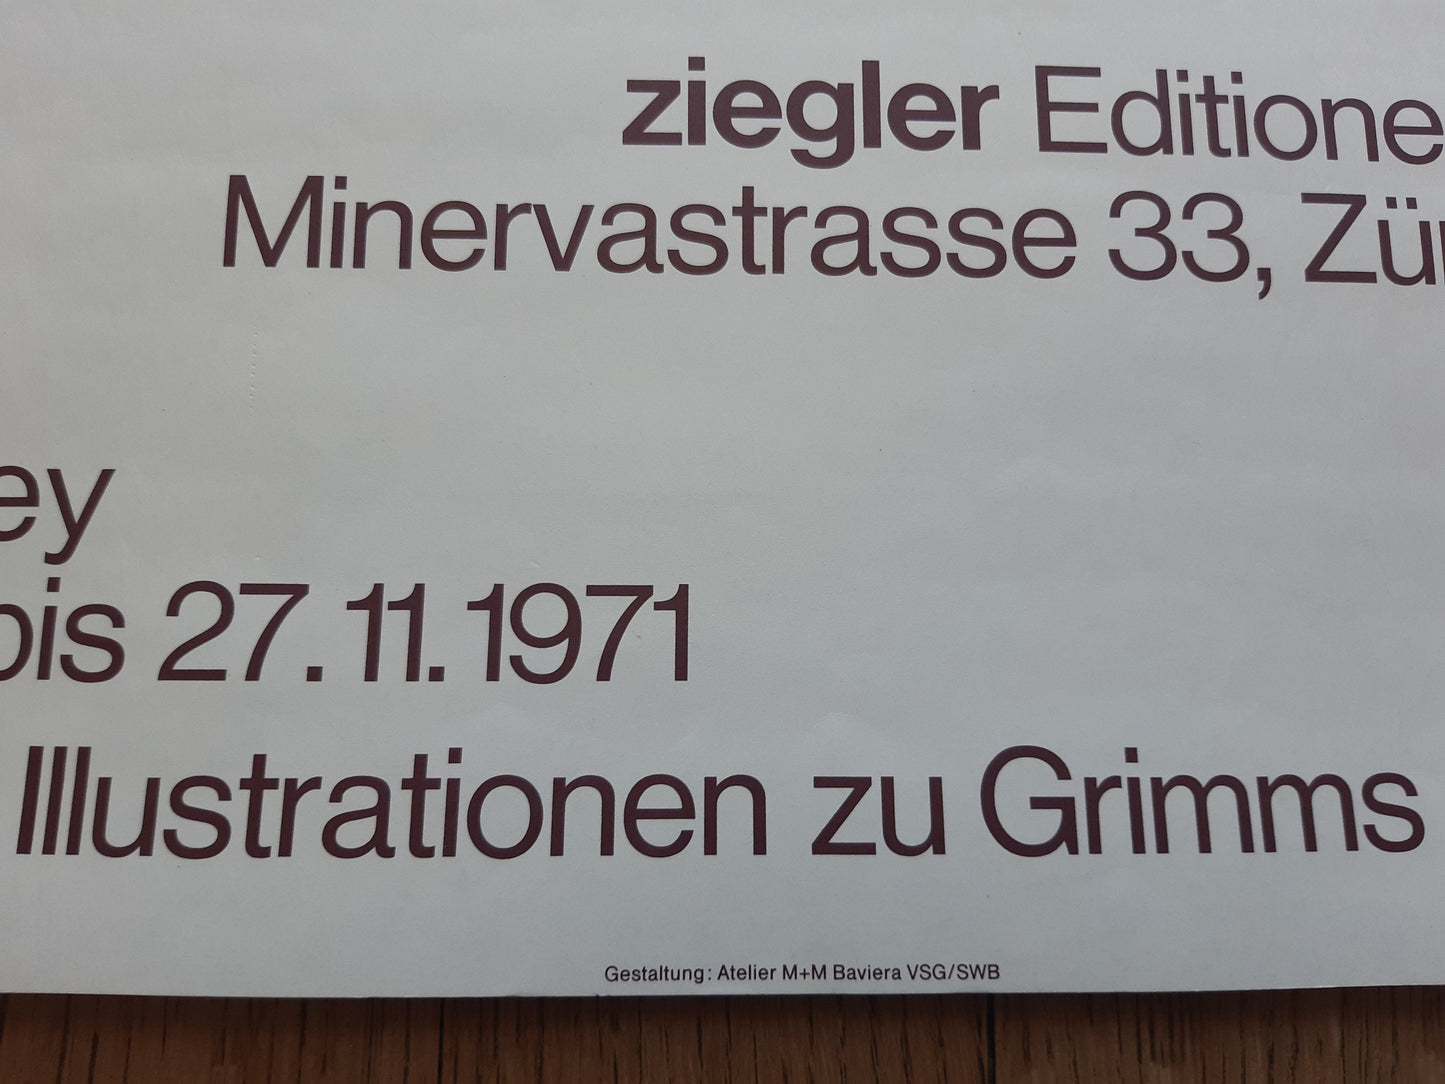 ziegler Editione
Minervastrasse 33, Zür
ey
bis 27.11.1971
Illustrationen zu Grimms
Gestaltung: Atelier M+M Baviera VSG/SWB